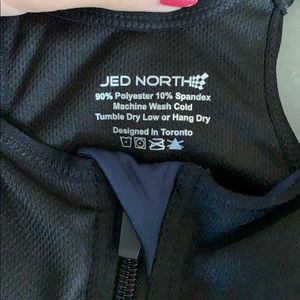 JED NORTH
90% Polyester 10% Spandex
Machine Wash Cold
Tumble Dry Low or Hang Dry
Designed in Toronto